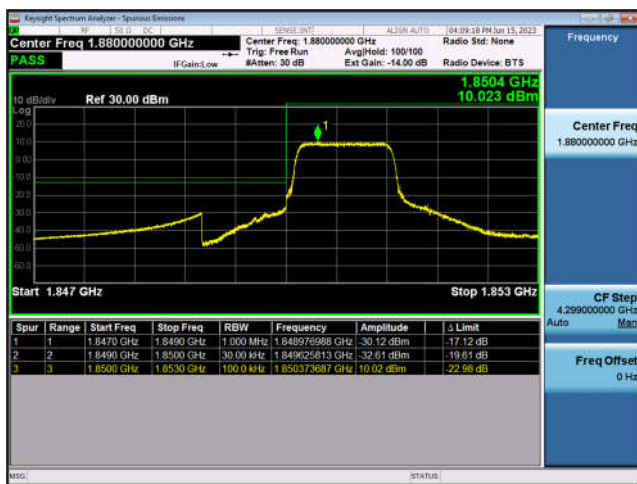 Keysight Spectrum Analyzer - Spurious Emissions
RF 50 Ω DC SENSE:INT ALIGN AUTO 04:09:18 PM Jun 15, 2022
Center Freq 1.880000000 GHz
Center Freq: 1.880000000 GHz Radio Std: None
Trig: Free Run Avg|Hold: 100/100
PASS IFGain:Low #Atten: 30 dB Ext Gain: -14.00 dB Radio Device: BTS
1.8504 GHz
10.023 dBm
10 dB/div Ref 30.00 dBm
Log
20.0
10.0
0.00
-10.0
-20.0
-30.0
-40.0
-50.0
-60.0
1
Start 1.847 GHz Stop 1.853 GHz
Spur Range Start Freq Stop Freq RBW Frequency Amplitude Δ Limit
1 1 1.8470 GHz 1.8490 GHz 1.000 MHz 1.848976988 GHz -30.12 dBm -17.12 dB
2 2 1.8490 GHz 1.8500 GHz 30.00 kHz 1.849625813 GHz -32.61 dBm -19.61 dB
3 3 1.8500 GHz 1.8530 GHz 100.0 kHz 1.850373687 GHz 10.02 dBm -22.98 dB
MSG STATUS
Frequency
Center Freq
1.880000000 GHz
CF Step
4.299000000 GHz
Auto Man
Freq Offset
0 Hz